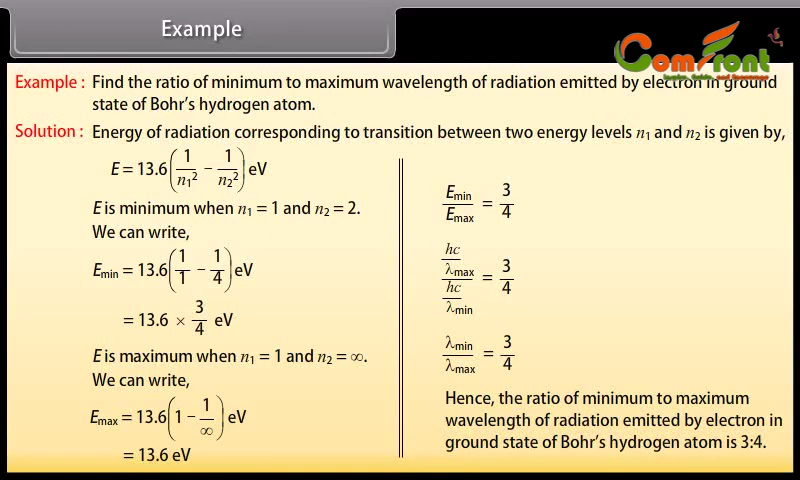 Example
ComFront
Example : Find the ratio of minimum to maximum wavelength of radiation emitted by electron in ground
state of Bohr's hydrogen atom.
Solution : Energy of radiation corresponding to transition between two energy levels n₁ and n₂ is given by,
E = 13.6(1/n₁² − 1/n₂²) eV
E is minimum when n₁ = 1 and n₂ = 2.
We can write,
Emin = 13.6(1/1 − 1/4) eV
= 13.6 × 3/4 eV
E is maximum when n₁ = 1 and n₂ = ∞.
We can write,
Emax = 13.6(1 − 1/∞) eV
= 13.6 eV
Emin/Emax = 3/4
(hc/λmax)/(hc/λmin) = 3/4
λmin/λmax = 3/4
Hence, the ratio of minimum to maximum
wavelength of radiation emitted by electron in
ground state of Bohr's hydrogen atom is 3:4.